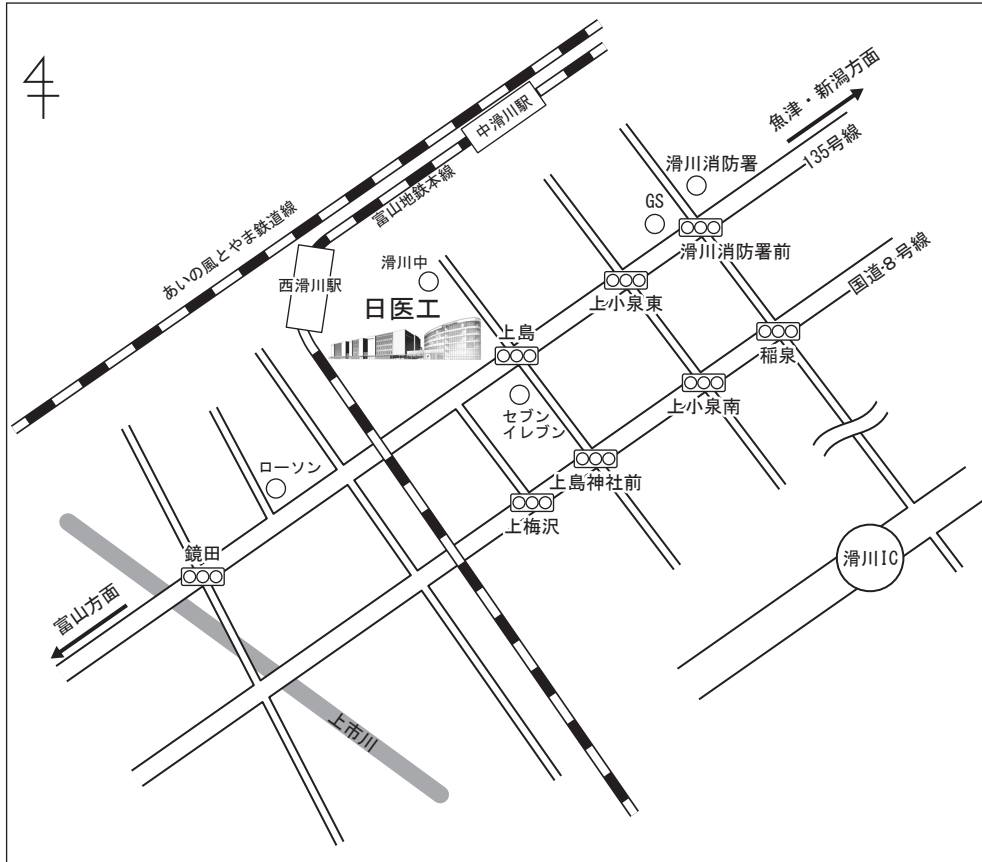 中滑川駅
魚津・新潟方面
滑川消防署
135号線
GS
富山地鉄本線
あいの風とやま鉄道線
滑川消防署前
国道8号線
滑川中
西滑川駅
上小泉東
日医工
上島
稲泉
上小泉南
セブン
イレブン
ローソン
上島神社前
上梅沢
鏡田
滑川IC
富山方面
上市川